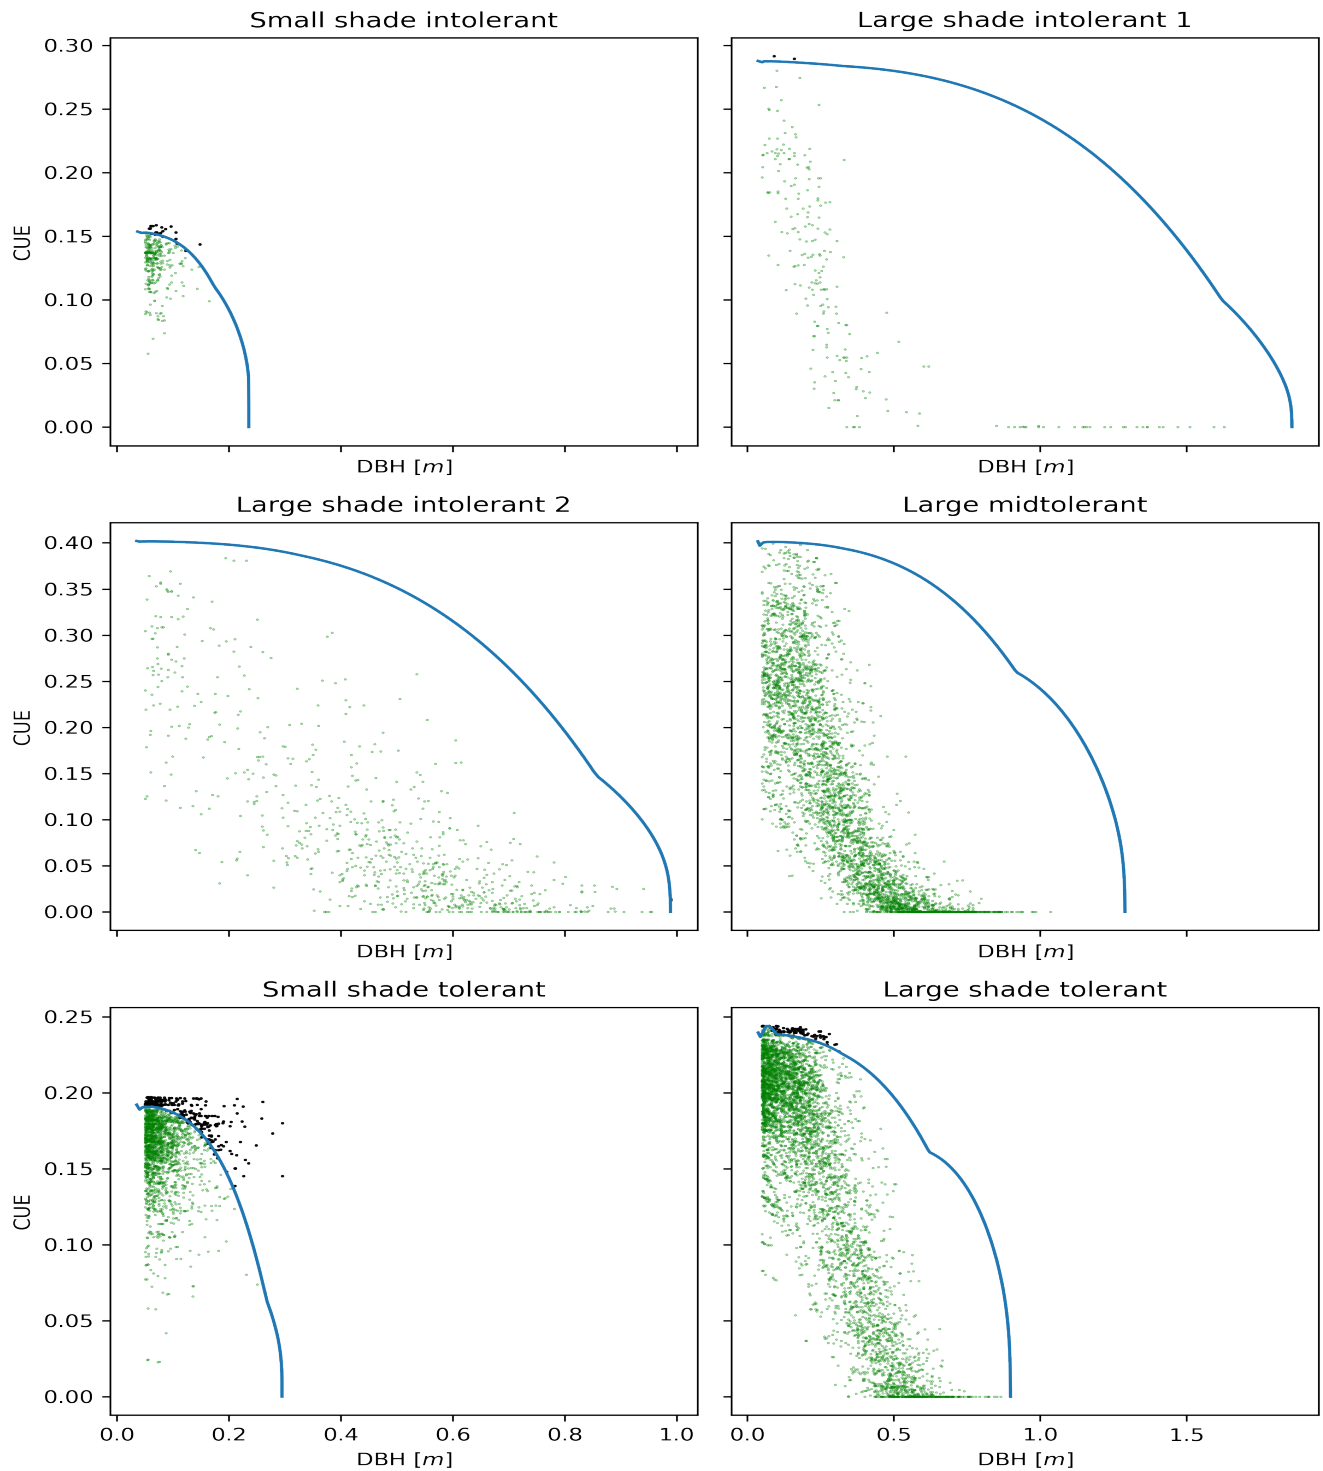 Small shade intolerant
Large shade intolerant 1
0.30
0.25
0.20
0.15
0.10
0.05
0.00
CUE
DBH [m]
DBH [m]
Large shade intolerant 2
Large midtolerant
0.40
0.35
0.30
0.25
0.20
0.15
0.10
0.05
0.00
CUE
DBH [m]
DBH [m]
Small shade tolerant
Large shade tolerant
0.25
0.20
0.15
0.10
0.05
0.00
CUE
0.0 0.2 0.4 0.6 0.8 1.0
0.0 0.5 1.0 1.5
DBH [m]
DBH [m]